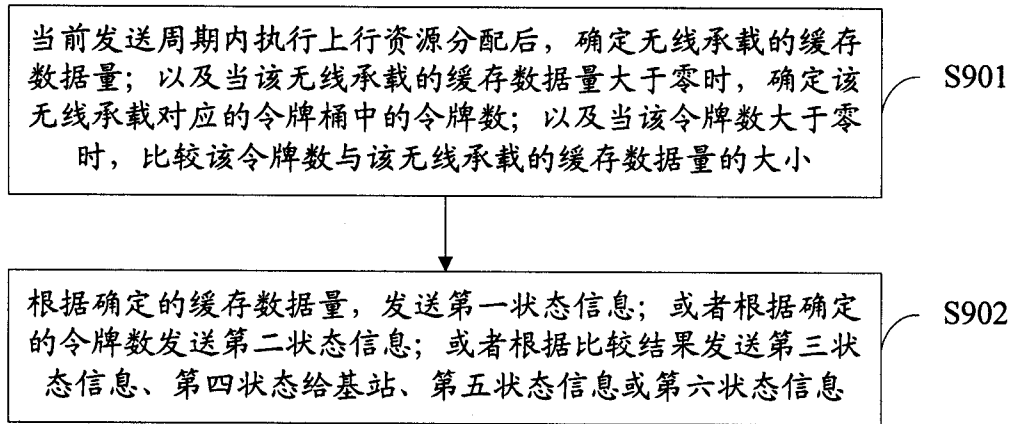 当前发送周期内执行上行资源分配后，确定无线承载的缓存
数据量；以及当该无线承载的缓存数据量大于零时，确定该
无线承载对应的令牌桶中的令牌数；以及当该令牌数大于零
时，比较该令牌数与该无线承载的缓存数据量的大小
S901
根据确定的缓存数据量，发送第一状态信息；或者根据确定
的令牌数发送第二状态信息；或者根据比较结果发送第三状
态信息、第四状态给基站、第五状态信息或第六状态信息
S902